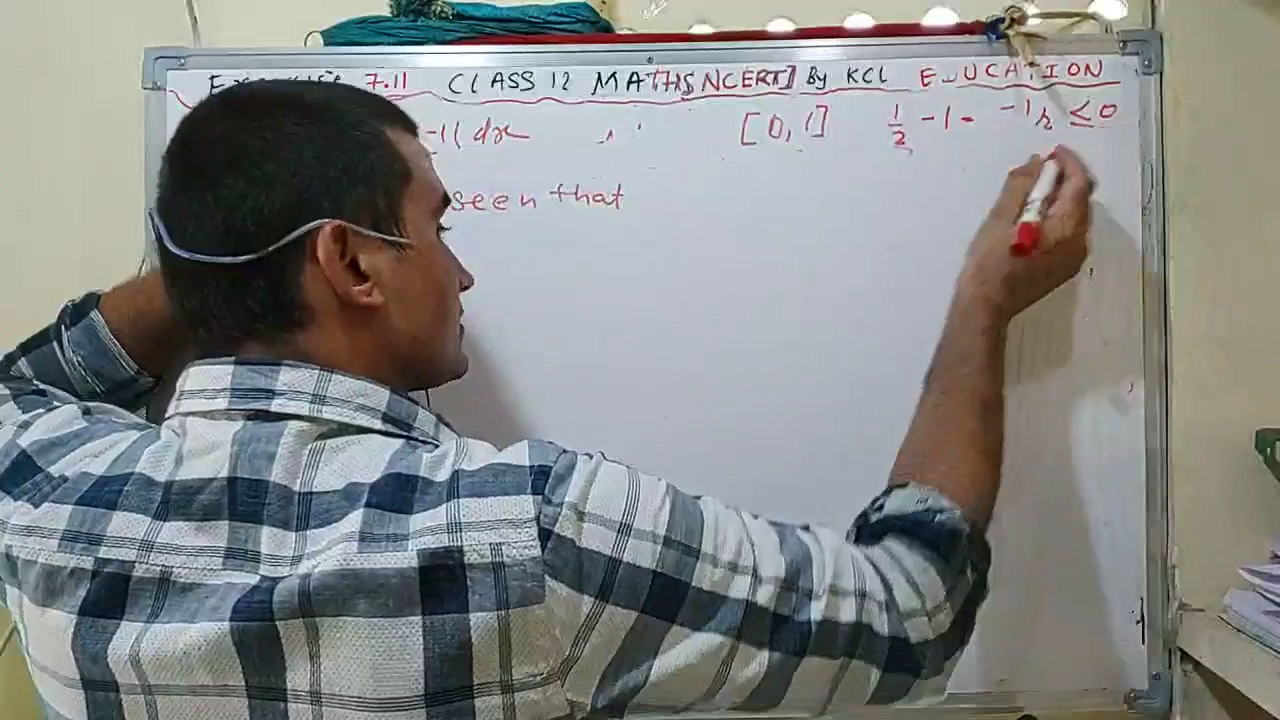 Exercise 7.11 CLASS 12 MATHS NCERT] By KCL EDUCATION
-1| dx [0,1] 1/2 -1 = -1/2 ≤ 0
seen that